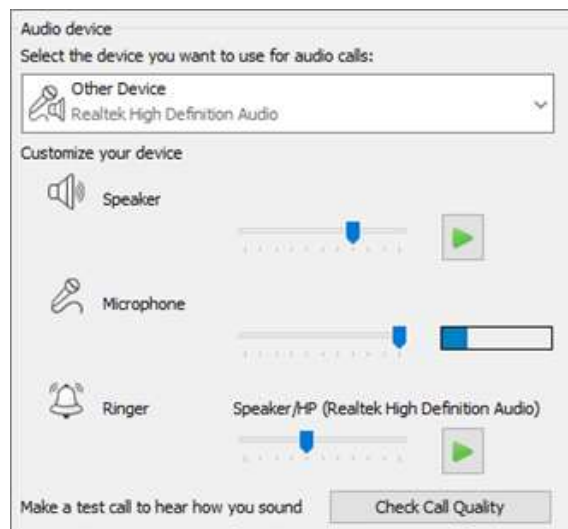 Audio device
Select the device you want to use for audio calls:
Other Device
Realtek High Definition Audio
Customize your device
Speaker
Microphone
Ringer
Speaker/HP (Realtek High Definition Audio)
Make a test call to hear how you sound
Check Call Quality